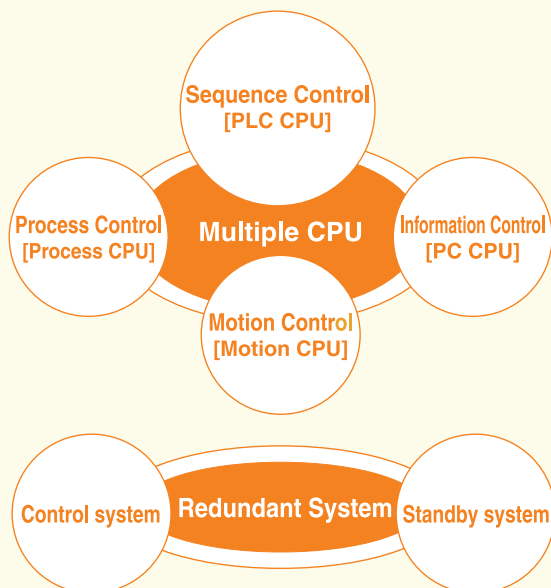 Sequence Control
[PLC CPU]
Process Control
[Process CPU]
Multiple CPU
Information Control
[PC CPU]
Motion Control
[Motion CPU]
Control system
Redundant System
Standby system